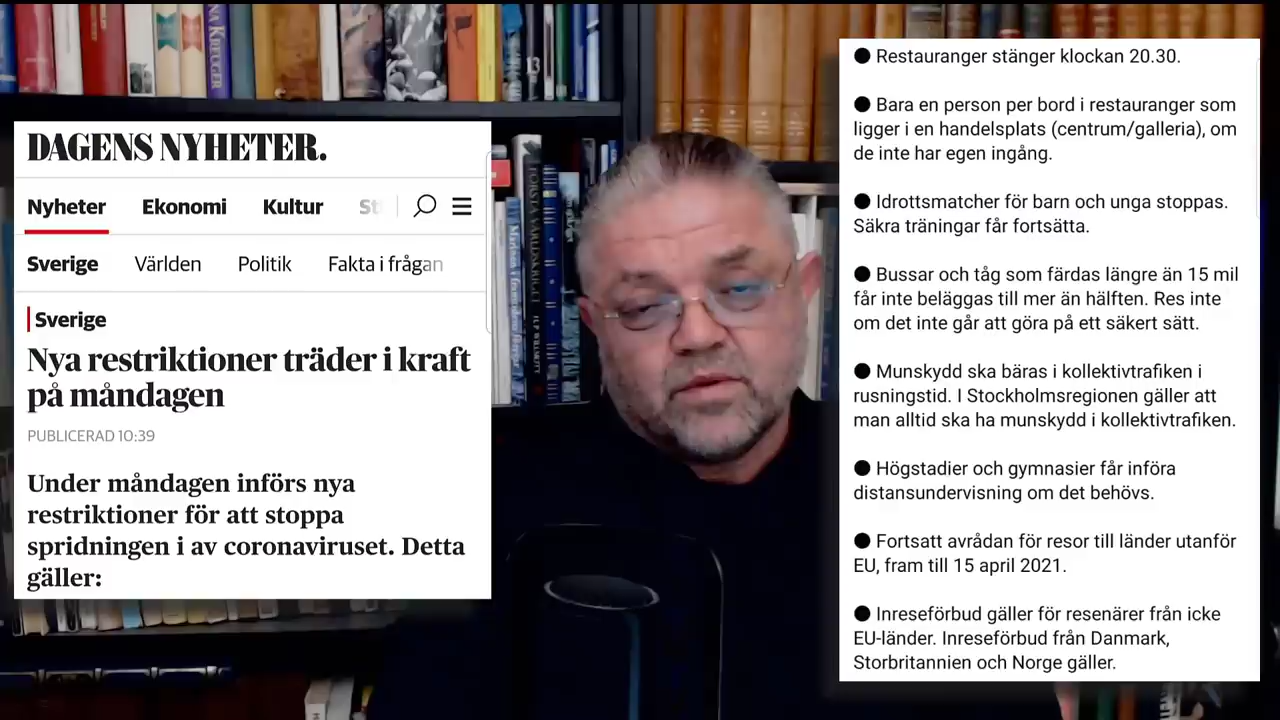 DAGENS NYHETER.
Nyheter Ekonomi Kultur
Sverige Världen Politik Fakta i frågan
Sverige
Nya restriktioner träder i kraft
på måndagen
PUBLICERAD 10:39
Under måndagen införs nya
restriktioner för att stoppa
spridningen i av coronaviruset. Detta
gäller:
● Restauranger stänger klockan 20.30.
● Bara en person per bord i restauranger som
ligger i en handelsplats (centrum/galleria), om
de inte har egen ingång.
● Idrottsmatcher för barn och unga stoppas.
Säkra träningar får fortsätta.
● Bussar och tåg som färdas längre än 15 mil
får inte beläggas till mer än hälften. Res inte
om det inte går att göra på ett säkert sätt.
● Munskydd ska bäras i kollektivtrafiken i
rusningstid. I Stockholmsregionen gäller att
man alltid ska ha munskydd i kollektivtrafiken.
● Högstadier och gymnasier får införa
distansundervisning om det behövs.
● Fortsatt avrådan för resor till länder utanför
EU, fram till 15 april 2021.
● Inreseförbud gäller för resenärer från icke
EU-länder. Inreseförbud från Danmark,
Storbritannien och Norge gäller.
KREUGER
13
FÖRSTA VÄRLDSKRIGET
H.P. WILLMOTT